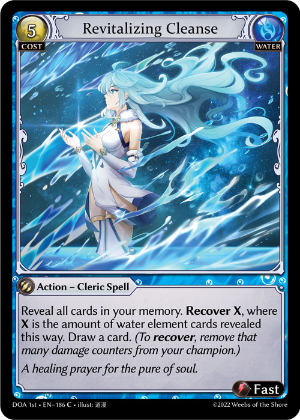 5
Revitalizing Cleanse
COST
WATER
Action – Cleric Spell
Reveal all cards in your memory. Recover X, where
X is the amount of water element cards revealed
this way. Draw a card. (To recover, remove that
many damage counters from your champion.)
A healing prayer for the pure of soul.
Fast
DOA 1st • EN-186 C • illust: 道漫
©2022 Weebs of the Shore